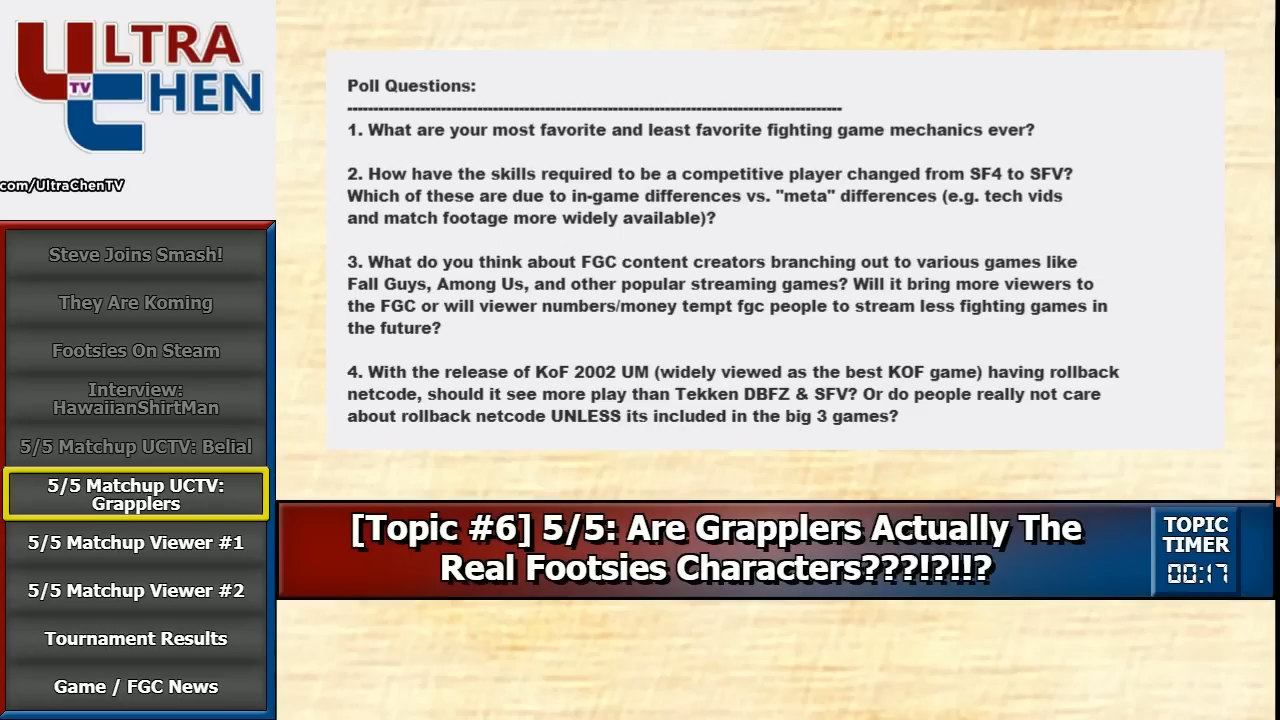 ULTRA
TV
CHEN
com/UltraChenTV
Steve Joins Smash!
They Are Koming
Footsies On Steam
Interview:
HawaiianShirtMan
5/5 Matchup UCTV: Belial
5/5 Matchup UCTV:
Grapplers
5/5 Matchup Viewer #1
5/5 Matchup Viewer #2
Tournament Results
Game / FGC News
Poll Questions:
--------------------------------------------------------------------------------------------------
1. What are your most favorite and least favorite fighting game mechanics ever?
2. How have the skills required to be a competitive player changed from SF4 to SFV?
Which of these are due to in-game differences vs. "meta" differences (e.g. tech vids
and match footage more widely available)?
3. What do you think about FGC content creators branching out to various games like
Fall Guys, Among Us, and other popular streaming games? Will it bring more viewers to
the FGC or will viewer numbers/money tempt fgc people to stream less fighting games in
the future?
4. With the release of KoF 2002 UM (widely viewed as the best KOF game) having rollback
netcode, should it see more play than Tekken DBFZ & SFV? Or do people really not care
about rollback netcode UNLESS its included in the big 3 games?
[Topic #6] 5/5: Are Grapplers Actually The
Real Footsies Characters???!?!!?
TOPIC
TIMER
00:17